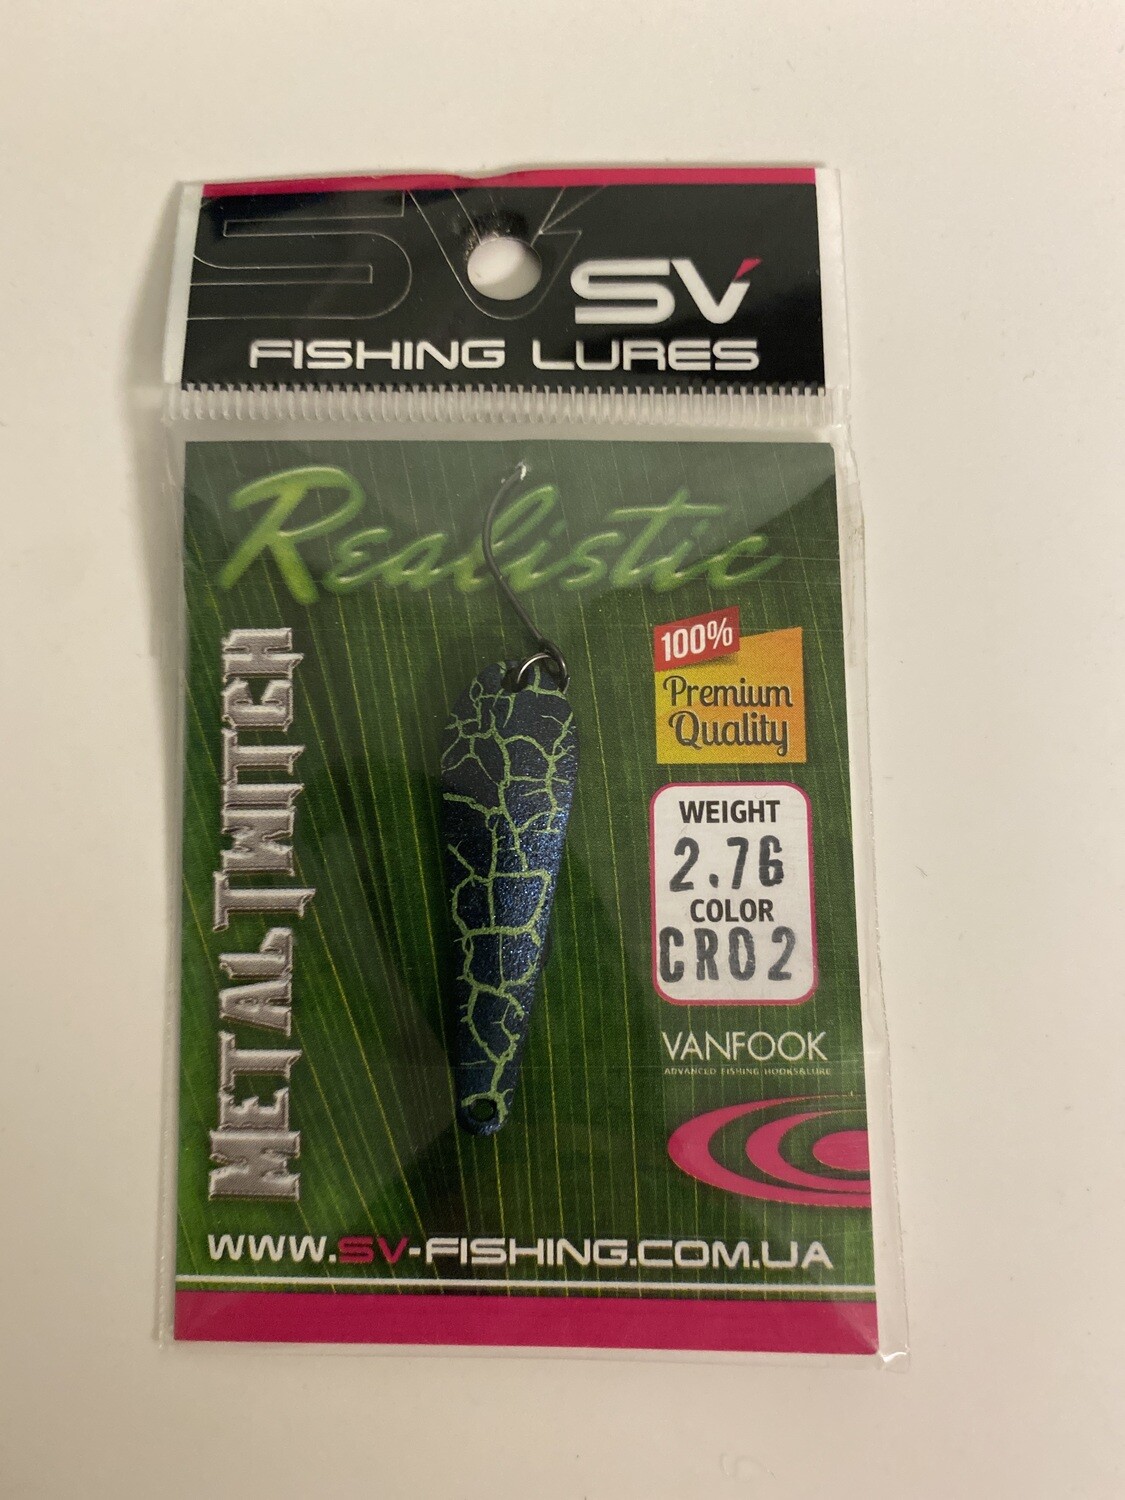 SV
SV
FISHING LURES
Realistic
METAL TWITCH
100%
Premium
Quality
WEIGHT
2.7G
COLOR
CR02
VANFOOK
ADVANCED FISHING HOOKS&LURE
WWW.SV-FISHING.COM.UA